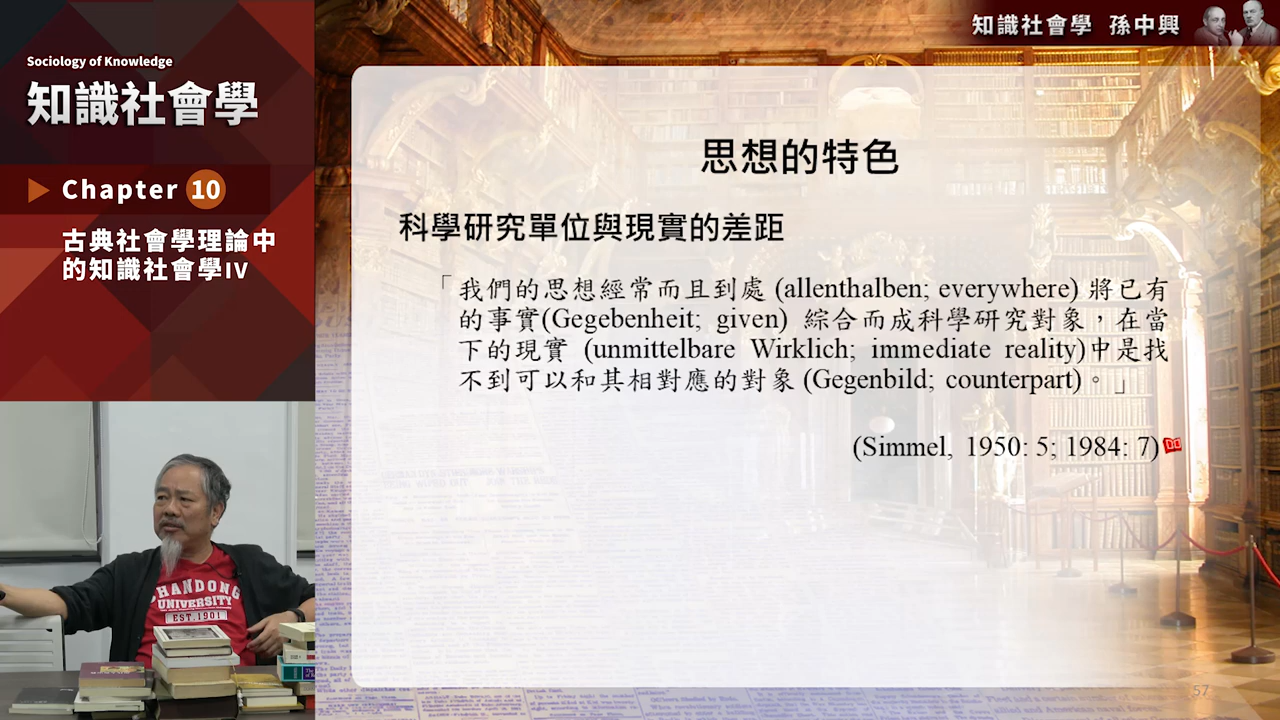 Sociology of Knowledge
知識社會學
Chapter 10
古典社會學理論中
的知識社會學IV
知識社會學 孫中興
思想的特色
科學研究單位與現實的差距
「我們的思想經常而且到處 (allenthalben; everywhere) 將已有
的事實(Gegebenheit; given) 綜合而成科學研究對象，在當
下的現實 (unmittelbare Wirklich; immediate reality)中是找
不到可以和其相對應的對象 (Gegenbild; counterpart)。」
(Simmel, 1950: 5; 1984: 7)
HANDONG
UNIVERSITY
EST.1901
57